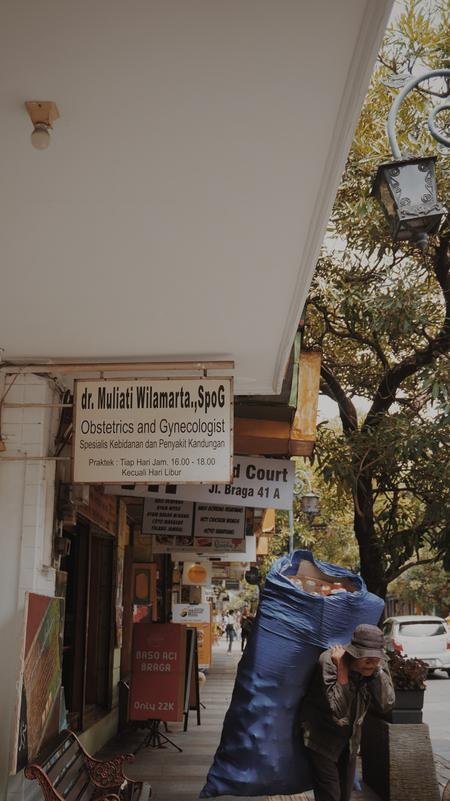 dr. Muliati Wilamarta.,SpoG
Obstetrics and Gynecologist
Spesialis Kebidanan dan Penyakit Kandungan
Praktek : Tiap Hari Jam. 16.00 - 18.00
Kecuali Hari Libur
d Court
Jl. Braga 41 A
BASO ACI
BRAGA
Only 22K